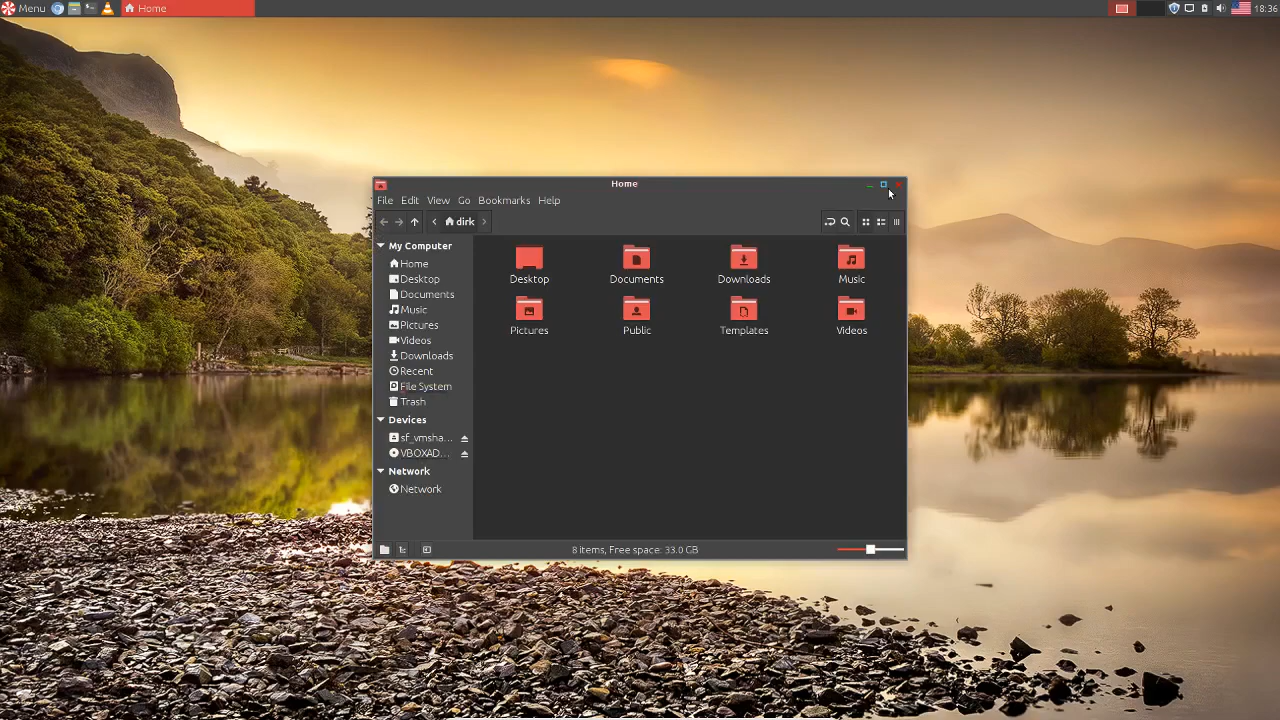 Menu
Home
18:36
Home
File Edit View Go Bookmarks Help
dirk
My Computer
Home
Desktop
Documents
Music
Pictures
Videos
Downloads
Recent
File System
Trash
Devices
sf_vmsha...
VBOXAD...
Network
Network
Desktop Documents Downloads Music
Pictures Public Templates Videos
8 items, Free space: 33.0 GB